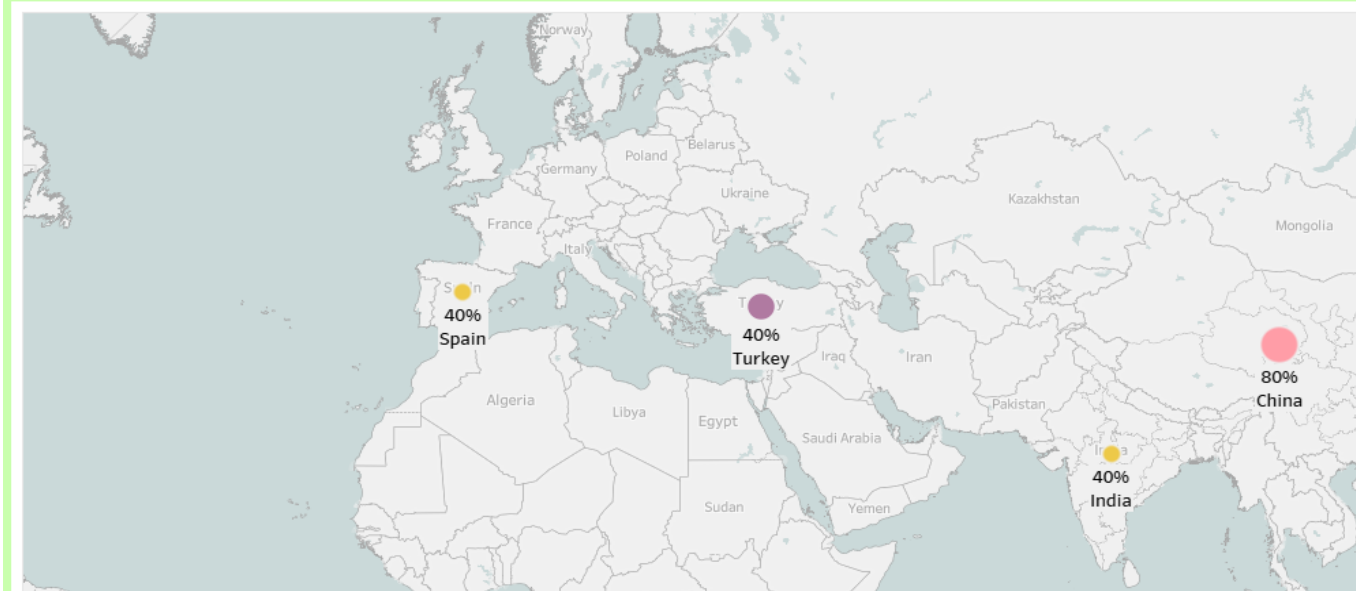 Norway
Belarus
Poland
Germany
Ukraine
Kazakhstan
France
Mongolia
Italy
40%
Spain
40%
Turkey
Iraq
Iran
80%
China
Algeria
Pakistan
Libya
Egypt
Saudi Arabia
40%
India
Sudan
Yemen